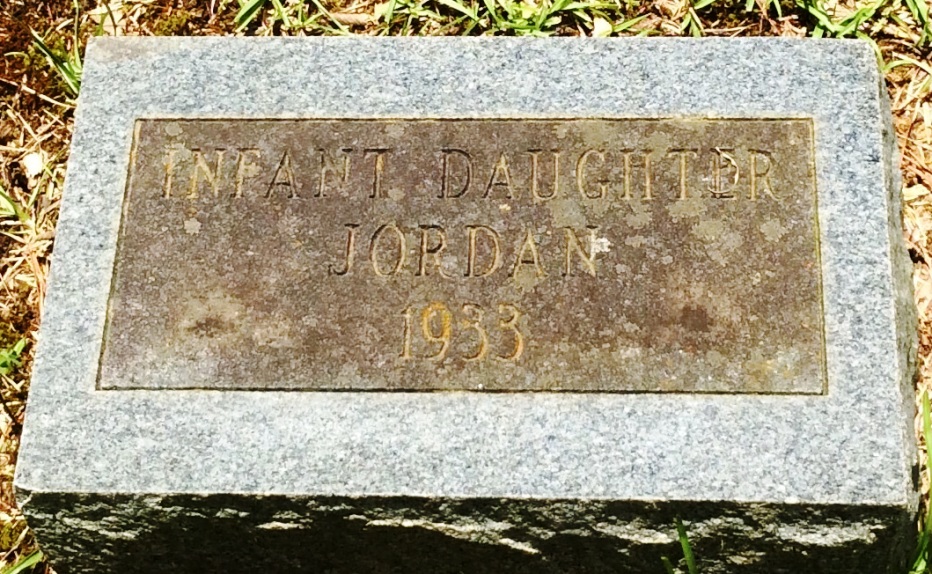 INFANT DAUGHTER
JORDAN
1933